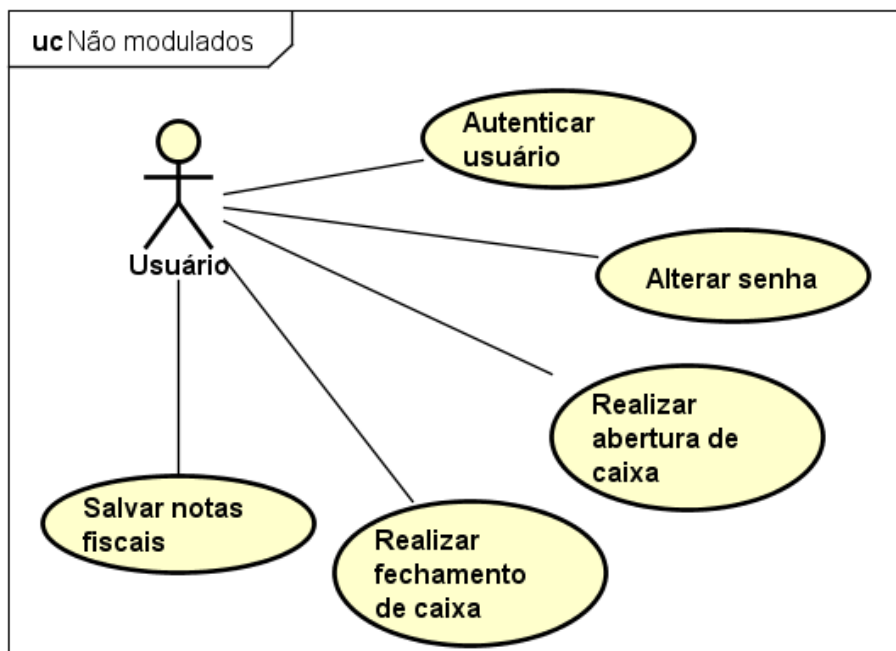 uc Não modulados
Autenticar
usuário
Usuário
Alterar senha
Realizar
abertura de
caixa
Salvar notas
fiscais
Realizar
fechamento
de caixa